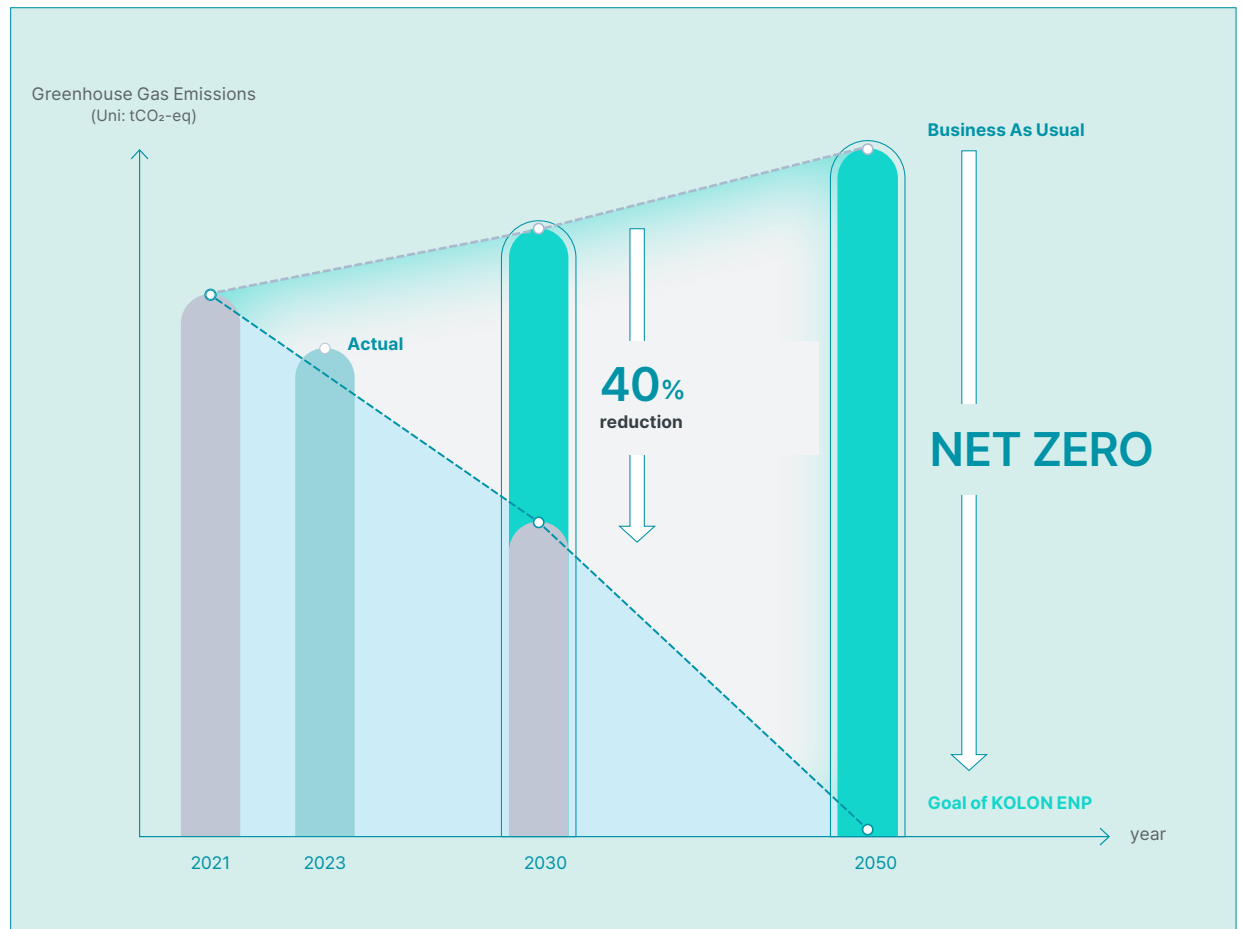 Greenhouse Gas Emissions
(Uni: tCO₂-eq)
Business As Usual
Actual
40%
reduction
NET ZERO
Goal of KOLON ENP
year
2021
2023
2030
2050